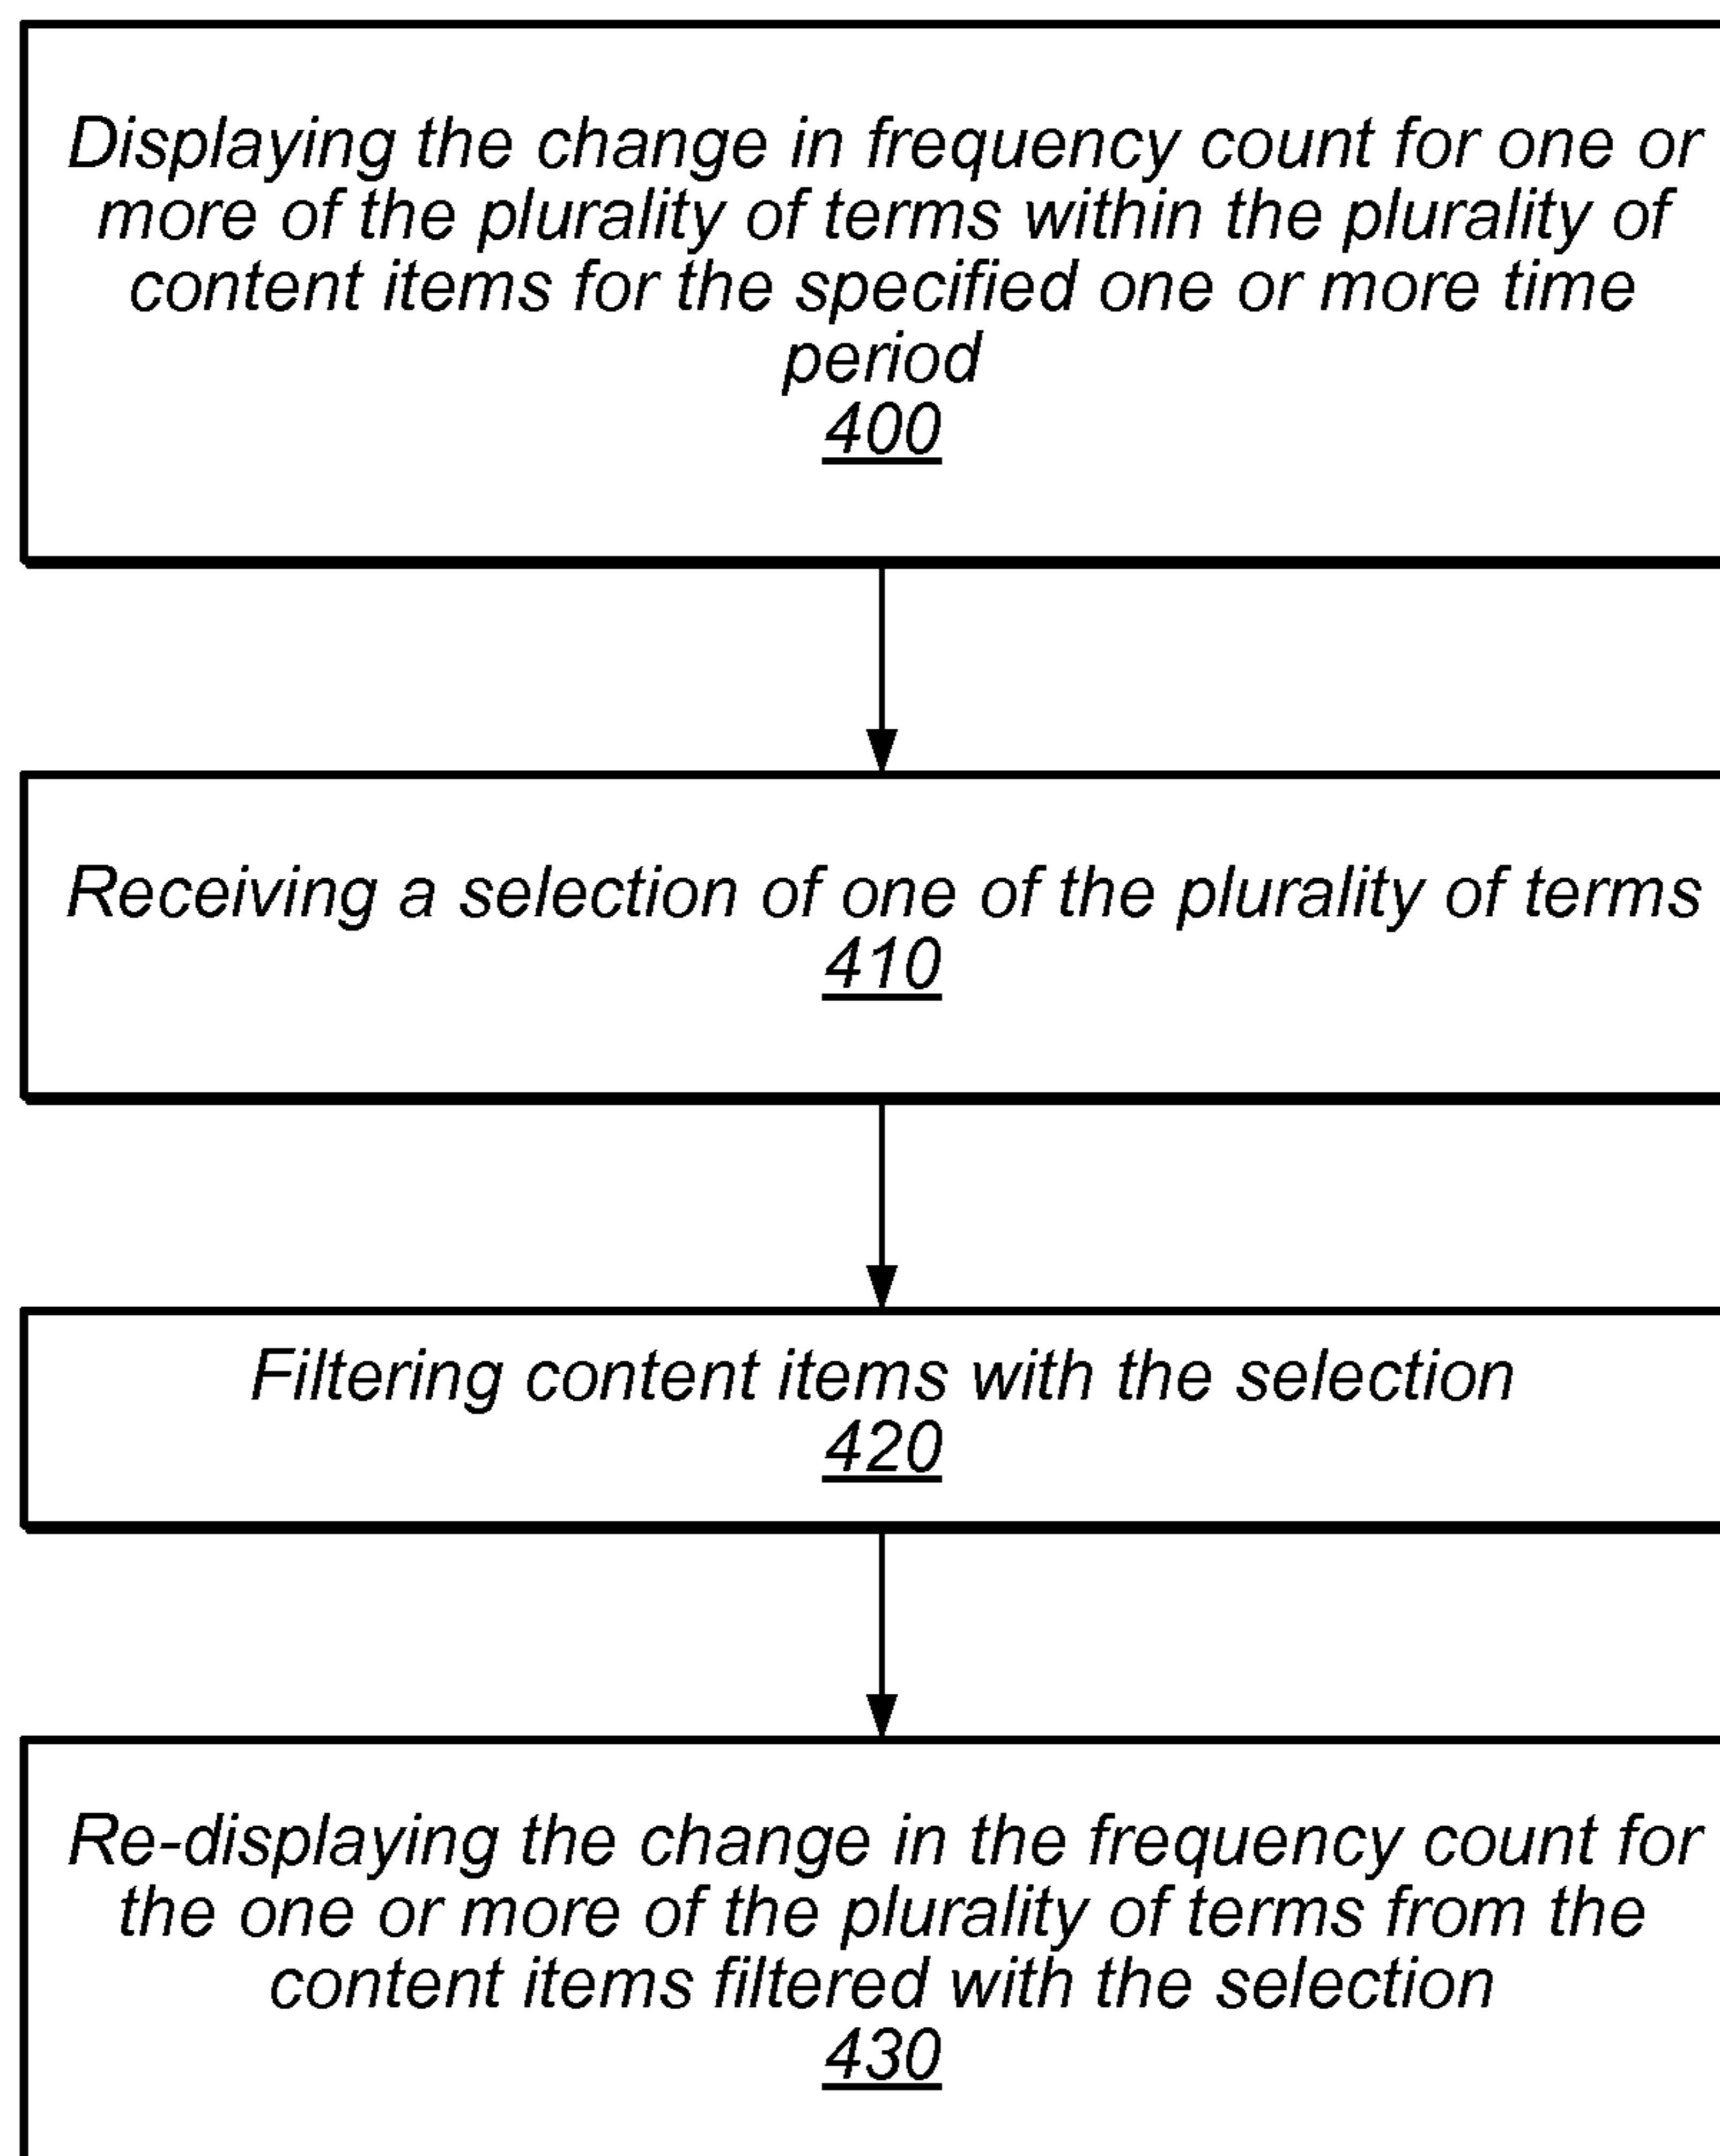 Displaying the change in frequency count for one or
more of the plurality of terms within the plurality of
content items for the specified one or more time
period
400
Receiving a selection of one of the plurality of terms
410
Filtering content items with the selection
420
Re-displaying the change in the frequency count for
the one or more of the plurality of terms from the
content items filtered with the selection
430